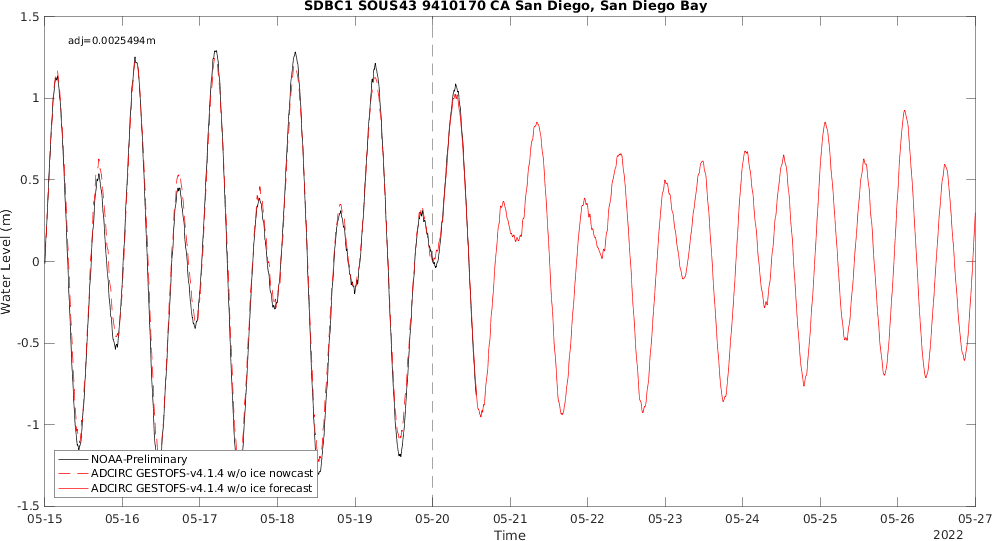 SDBC1 SOUS43 9410170 CA San Diego, San Diego Bay
1.5
adj=0.0025494m
1
0.5
Water Level (m)
0
-0.5
-1
NOAA-Preliminary
ADCIRC GESTOFS-v4.1.4 w/o ice nowcast
ADCIRC GESTOFS-v4.1.4 w/o ice forecast
-1.5
05-15 05-16 05-17 05-18 05-19 05-20 05-21 05-22 05-23 05-24 05-25 05-26 05-27
Time
2022